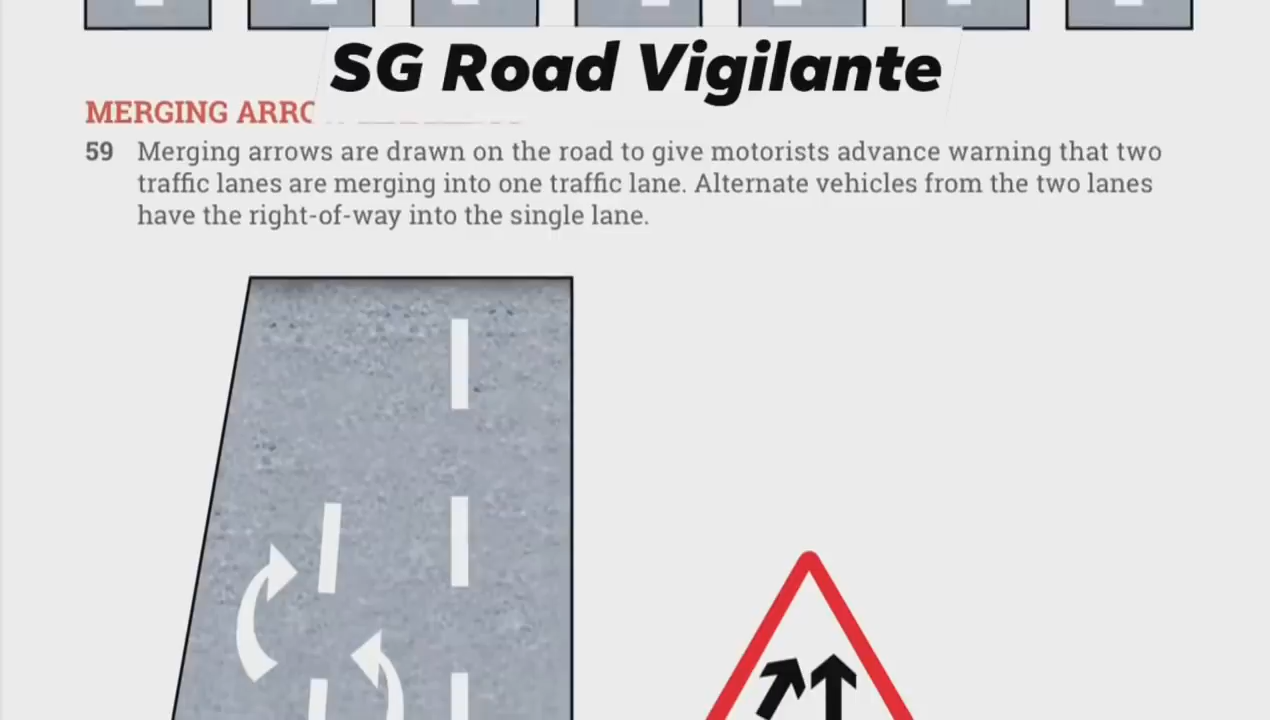 SG Road Vigilante
MERGING
59 Merging arrows are drawn on the road to give motorists advance warning that two
traffic lanes are merging into one traffic lane. Alternate vehicles from the two lanes
have the right-of-way into the single lane.